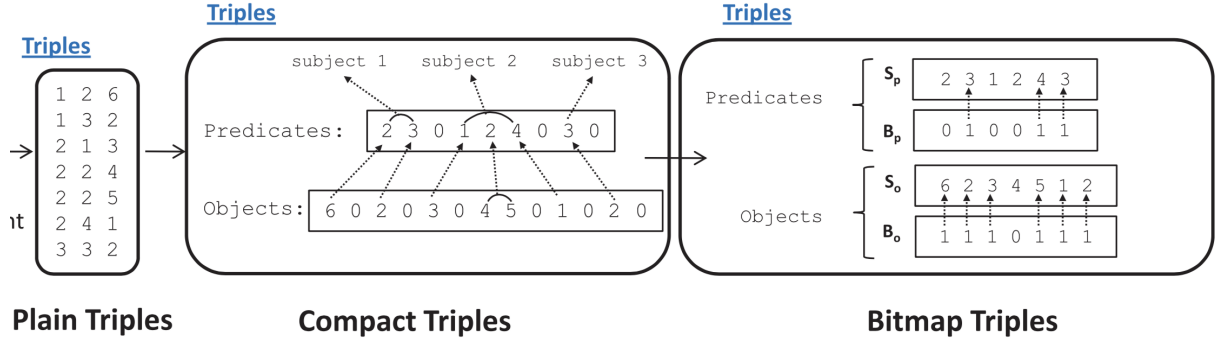 Triples
1 2 6
1 3 2
2 1 3
2 2 4
2 2 5
2 4 1
3 3 2
nt
Plain Triples
Triples
subject 1 subject 2 subject 3
Predicates: 2 3 0 1 2 4 0 3 0
Objects: 6 0 2 0 3 0 4 5 0 1 0 2 0
Compact Triples
Triples
Predicates
Sp 2 3 1 2 4 3
Bp 0 1 0 0 1 1
Objects
So 6 2 3 4 5 1 2
Bo 1 1 1 0 1 1 1
Bitmap Triples